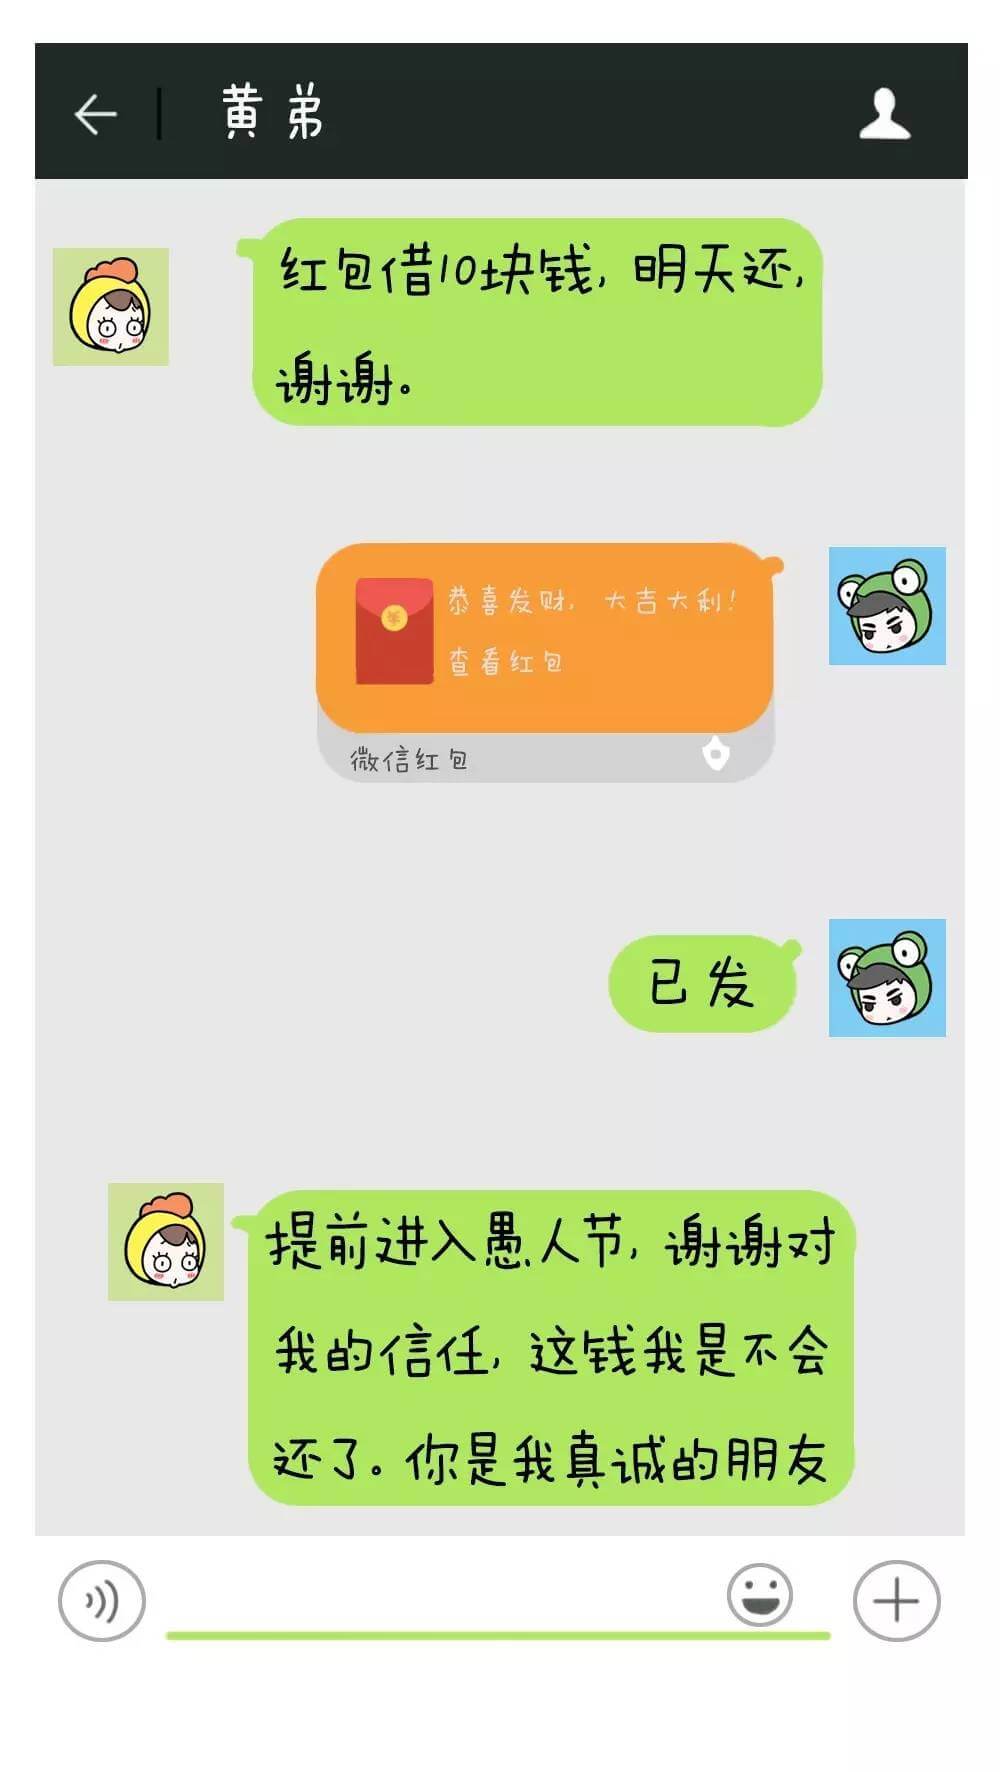 黄弟
红包借10块钱，明天还，
谢谢。
恭喜发财，大吉大利！
查看红包
微信红包
已发
提前进入愚人节，谢谢对
我的信任，这钱我是不会
还了。你是我真诚的朋友